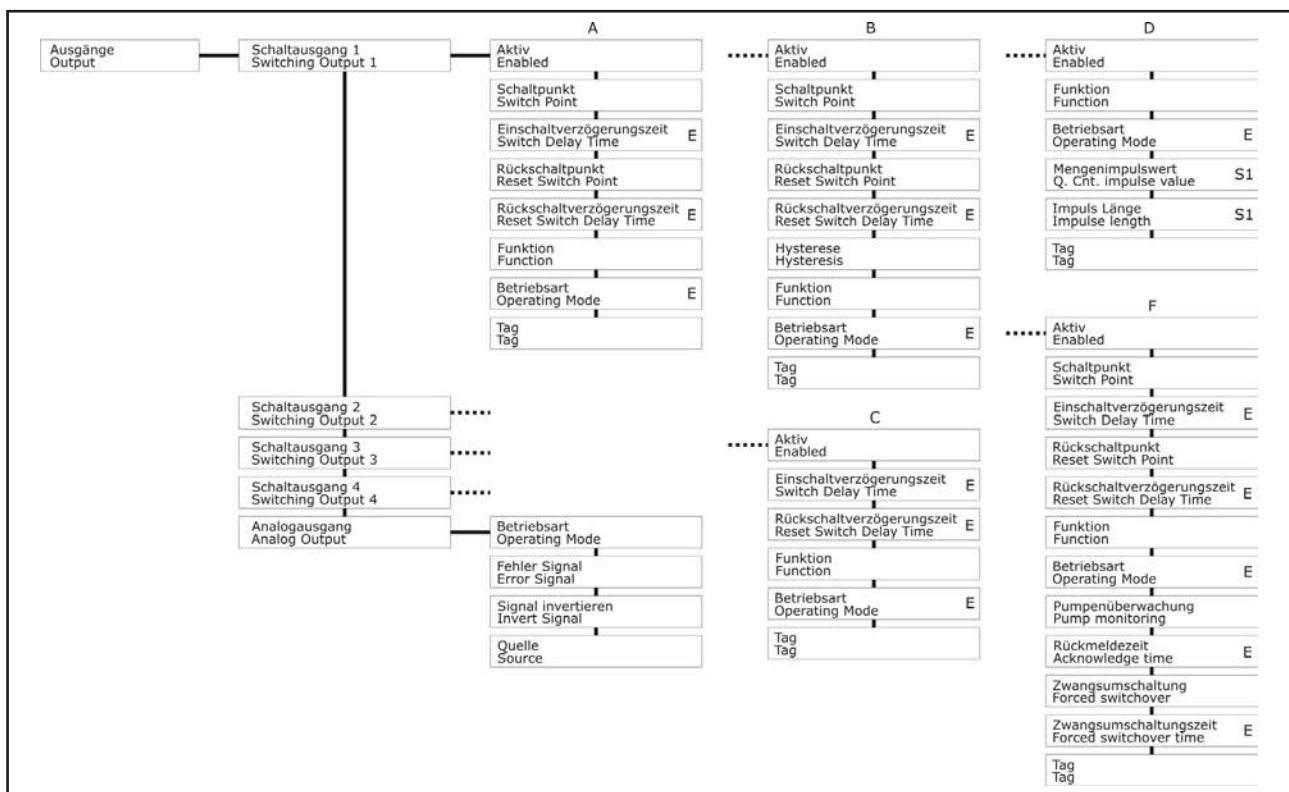 Ausgänge
Output
Schaltausgang 1
Switching Output 1
Schaltausgang 2
Switching Output 2
Schaltausgang 3
Switching Output 3
Schaltausgang 4
Switching Output 4
Analogausgang
Analog Output
A
Aktiv
Enabled
Schaltpunkt
Switch Point
Einschaltverzögerungszeit E
Switch Delay Time
Rückschaltpunkt
Reset Switch Point
Rückschaltverzögerungszeit E
Reset Switch Delay Time
Funktion
Function
Betriebsart E
Operating Mode
Tag
Tag
Betriebsart
Operating Mode
Fehler Signal
Error Signal
Signal invertieren
Invert Signal
Quelle
Source
B
Aktiv
Enabled
Schaltpunkt
Switch Point
Einschaltverzögerungszeit E
Switch Delay Time
Rückschaltpunkt
Reset Switch Point
Rückschaltverzögerungszeit E
Reset Switch Delay Time
Hysterese
Hysteresis
Funktion
Function
Betriebsart E
Operating Mode
Tag
Tag
C
Aktiv
Enabled
Einschaltverzögerungszeit E
Switch Delay Time
Rückschaltverzögerungszeit E
Reset Switch Delay Time
Funktion
Function
Betriebsart E
Operating Mode
Tag
Tag
D
Aktiv
Enabled
Funktion
Function
Betriebsart E
Operating Mode
Mengenimpulswert S1
Q. Cnt. impulse value
Impuls Länge S1
Impulse length
Tag
Tag
F
Aktiv
Enabled
Schaltpunkt
Switch Point
Einschaltverzögerungszeit E
Switch Delay Time
Rückschaltpunkt
Reset Switch Point
Rückschaltverzögerungszeit E
Reset Switch Delay Time
Funktion
Function
Betriebsart E
Operating Mode
Pumpenüberwachung
Pump monitoring
Rückmeldezeit E
Acknowledge time
Zwangsumschaltung
Forced switchover
Zwangsumschaltungszeit E
Forced switchover time
Tag
Tag